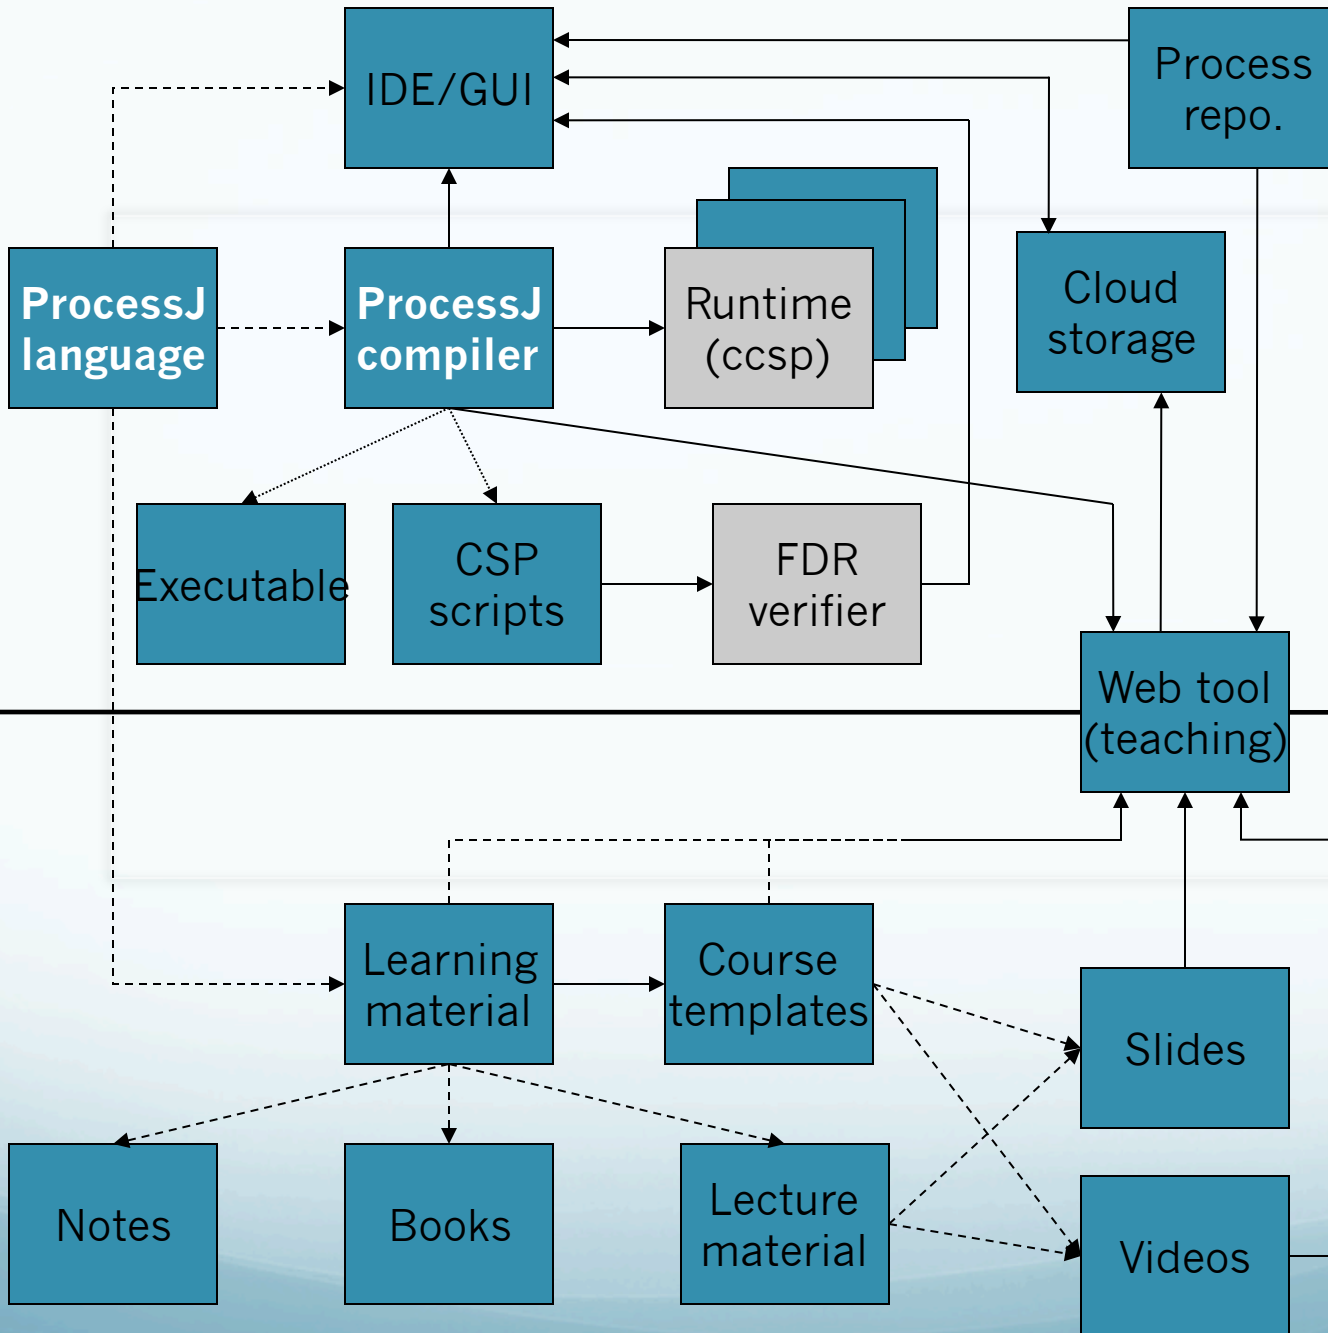 IDE/GUI
Process
repo.
ProcessJ
language
ProcessJ
compiler
Runtime
(ccsp)
Cloud
storage
Executable
CSP
scripts
FDR
verifier
Web tool
(teaching)
Learning
material
Course
templates
Slides
Notes
Books
Lecture
material
Videos